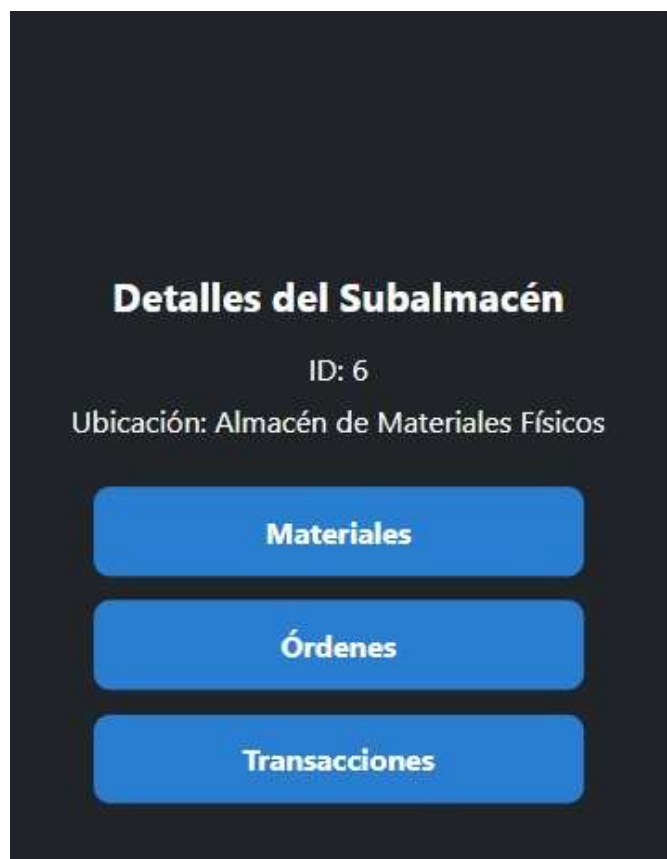 Detalles del Subalmacén
ID: 6
Ubicación: Almacén de Materiales Físicos
Materiales
Órdenes
Transacciones